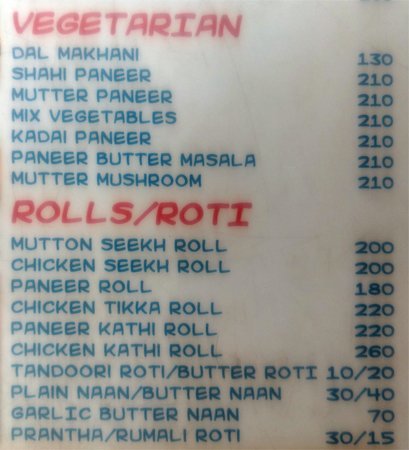 VEGETARIAN
DAL MAKHANI 130
SHAHI PANEER 210
MUTTER PANEER 210
MIX VEGETABLES 210
KADAI PANEER 210
PANEER BUTTER MASALA 210
MUTTER MUSHROOM 210
ROLLS/ROTI
MUTTON SEEKH ROLL 200
CHICKEN SEEKH ROLL 200
PANEER ROLL 180
CHICKEN TIKKA ROLL 220
PANEER KATHI ROLL 220
CHICKEN KATHI ROLL 260
TANDOORI ROTI/BUTTER ROTI 10/20
PLAIN NAAN/BUTTER NAAN 30/40
GARLIC BUTTER NAAN 70
PRANTHA/RUMALI ROTI 30/15